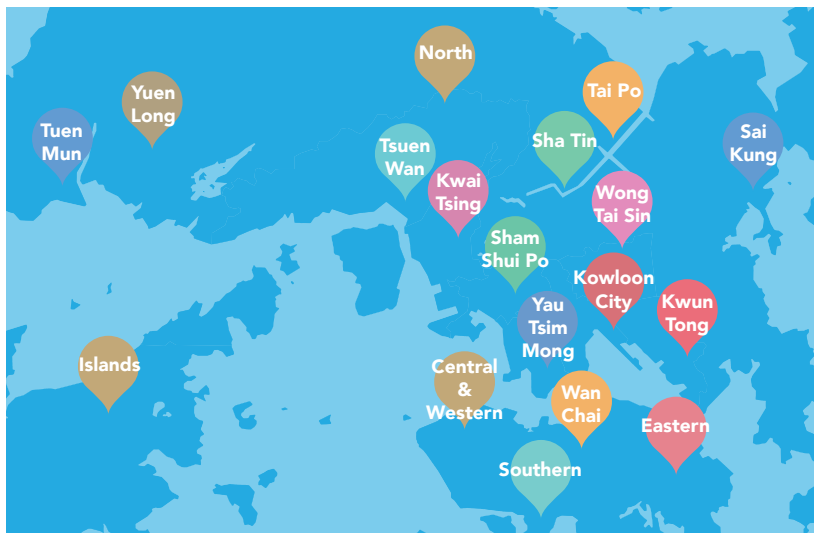 North
Yuen
Long
Tai Po
Tuen
Mun
Tsuen
Wan
Sha Tin
Sai
Kung
Kwai
Tsing
Wong
Tai Sin
Sham
Shui Po
Kowloon
City
Kwun
Tong
Yau
Tsim
Mong
Islands
Central
&
Western
Wan
Chai
Eastern
Southern